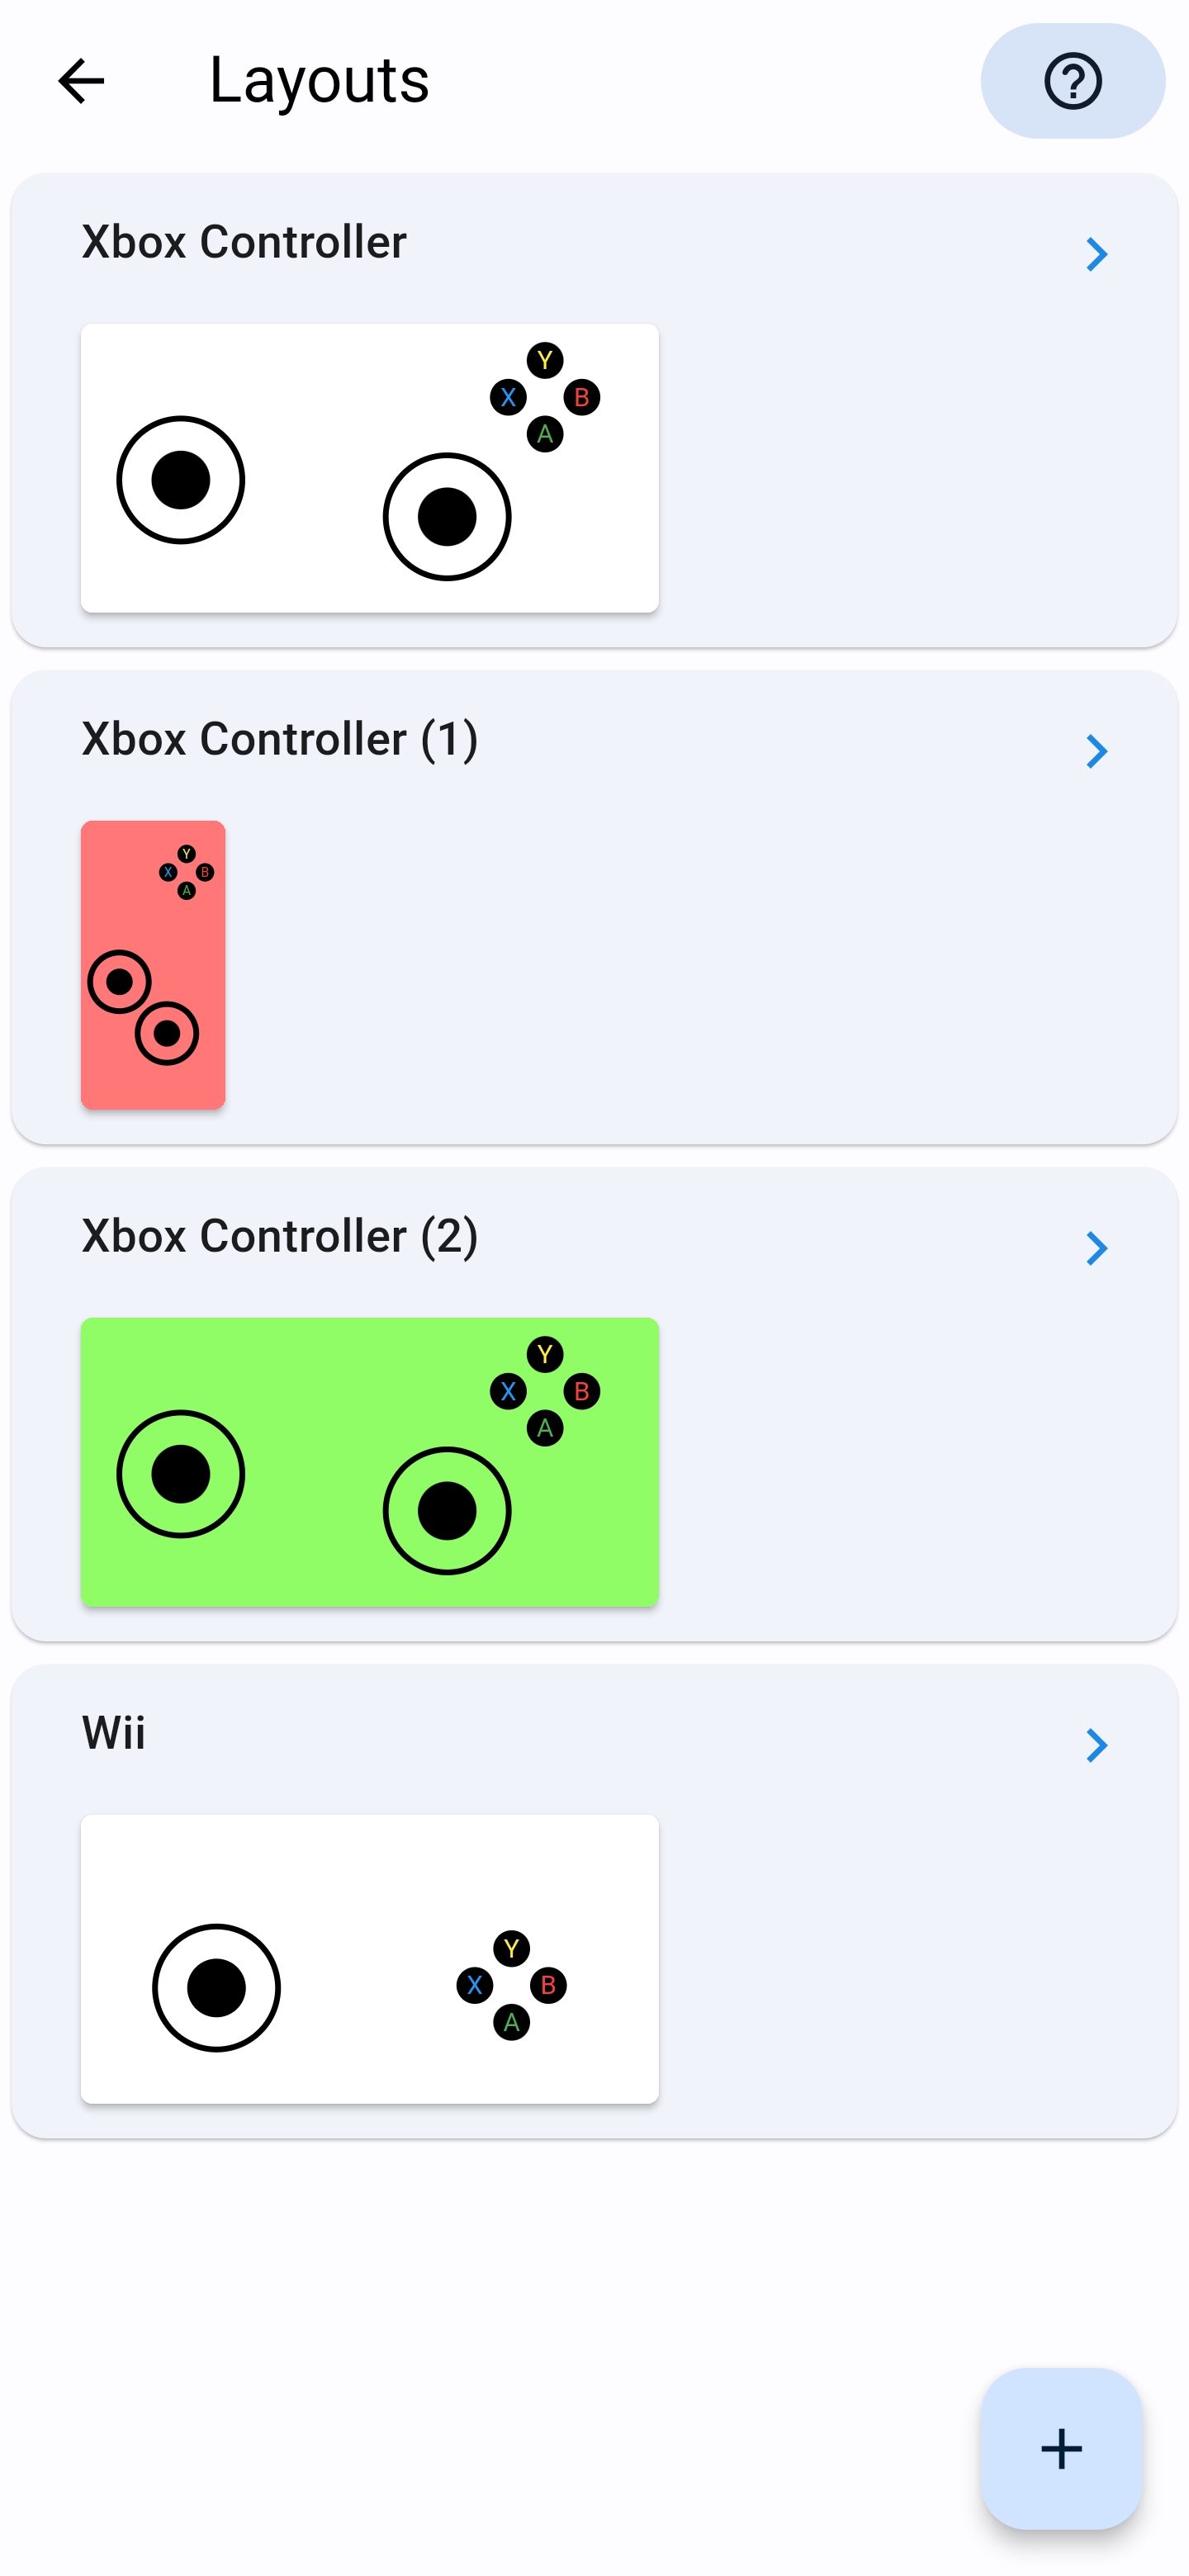 Layouts
Xbox Controller
Y
X B
A
Xbox Controller (1)
Y
X B
A
Xbox Controller (2)
Y
X B
A
Wii
Y
X B
A